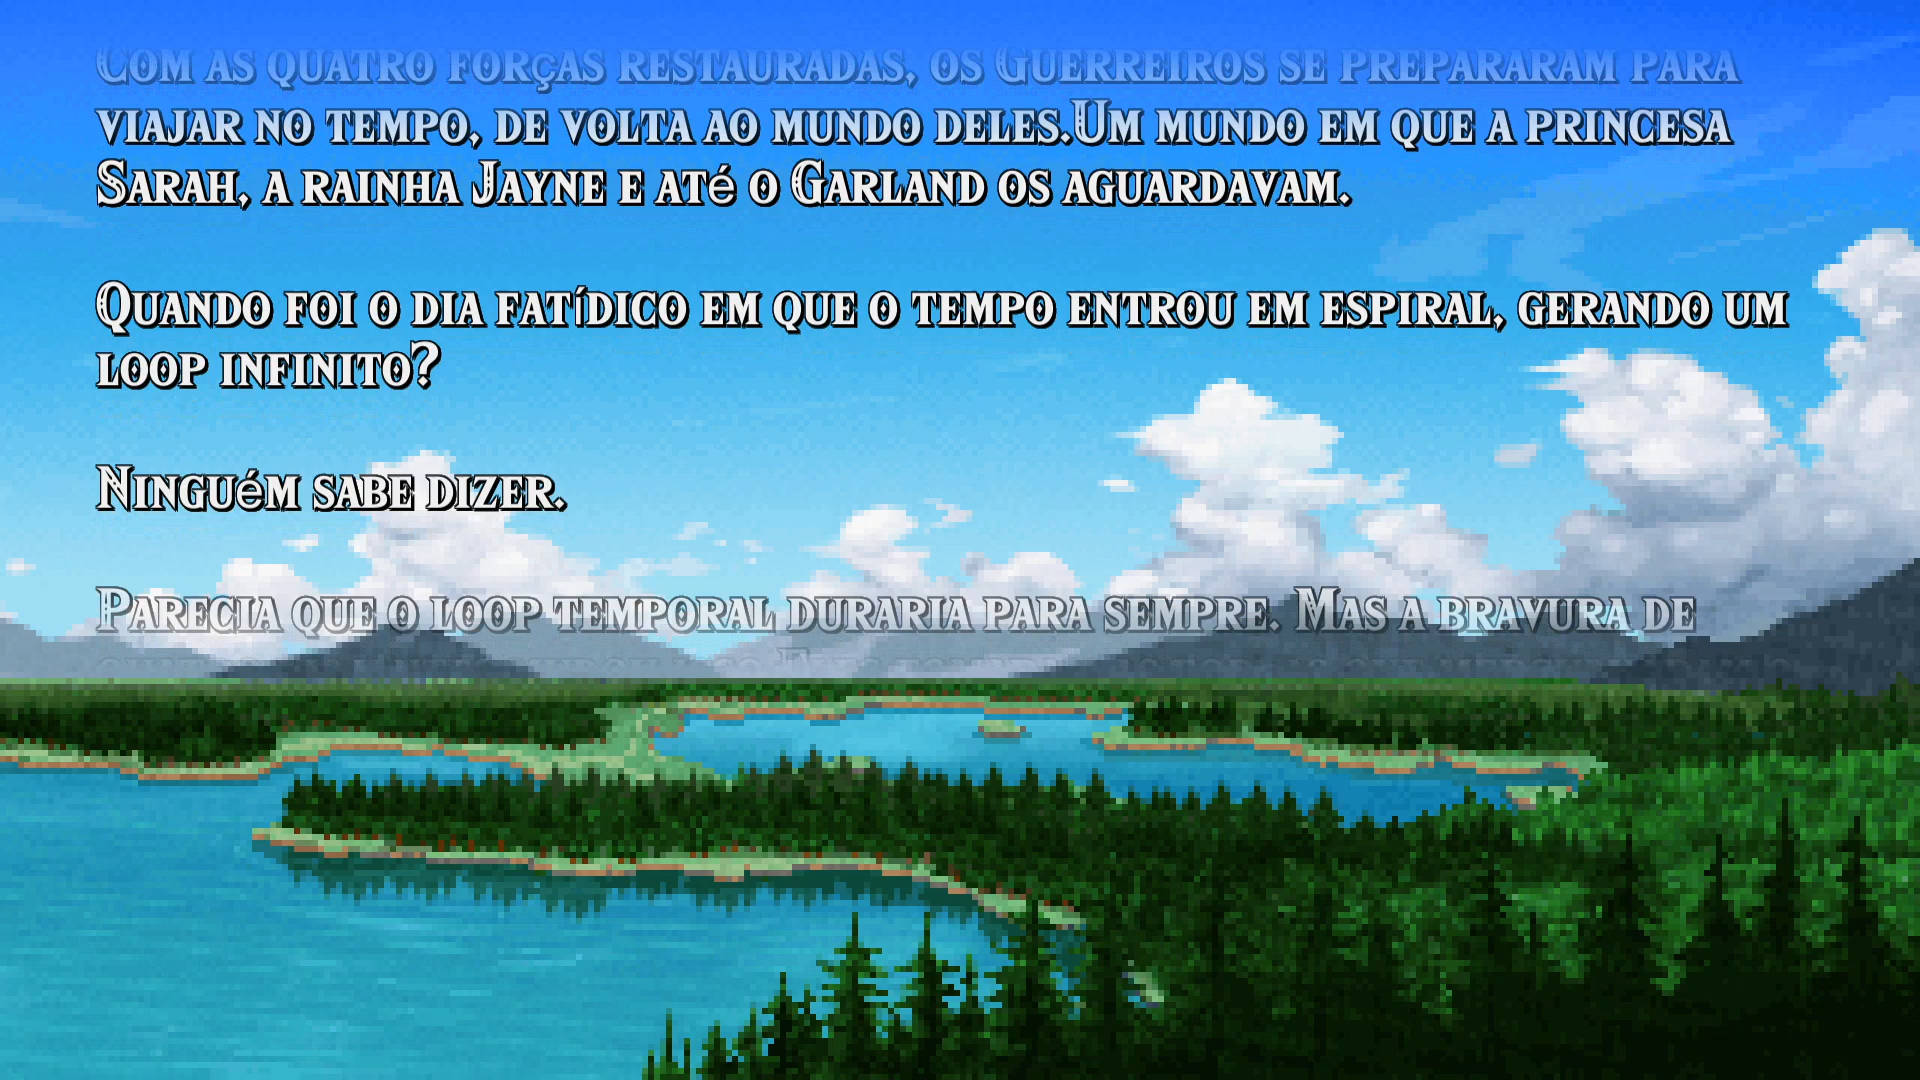 Com as quatro forças restauradas, os Guerreiros se prepararam para
viajar no tempo, de volta ao mundo deles.Um mundo em que a princesa
Sarah, a rainha Jayne e até o Garland os aguardavam.
Quando foi o dia fatídico em que o tempo entrou em espiral, gerando um
loop infinito?
Ninguém sabe dizer.
Parecia que o loop temporal duraria para sempre. Mas a bravura de